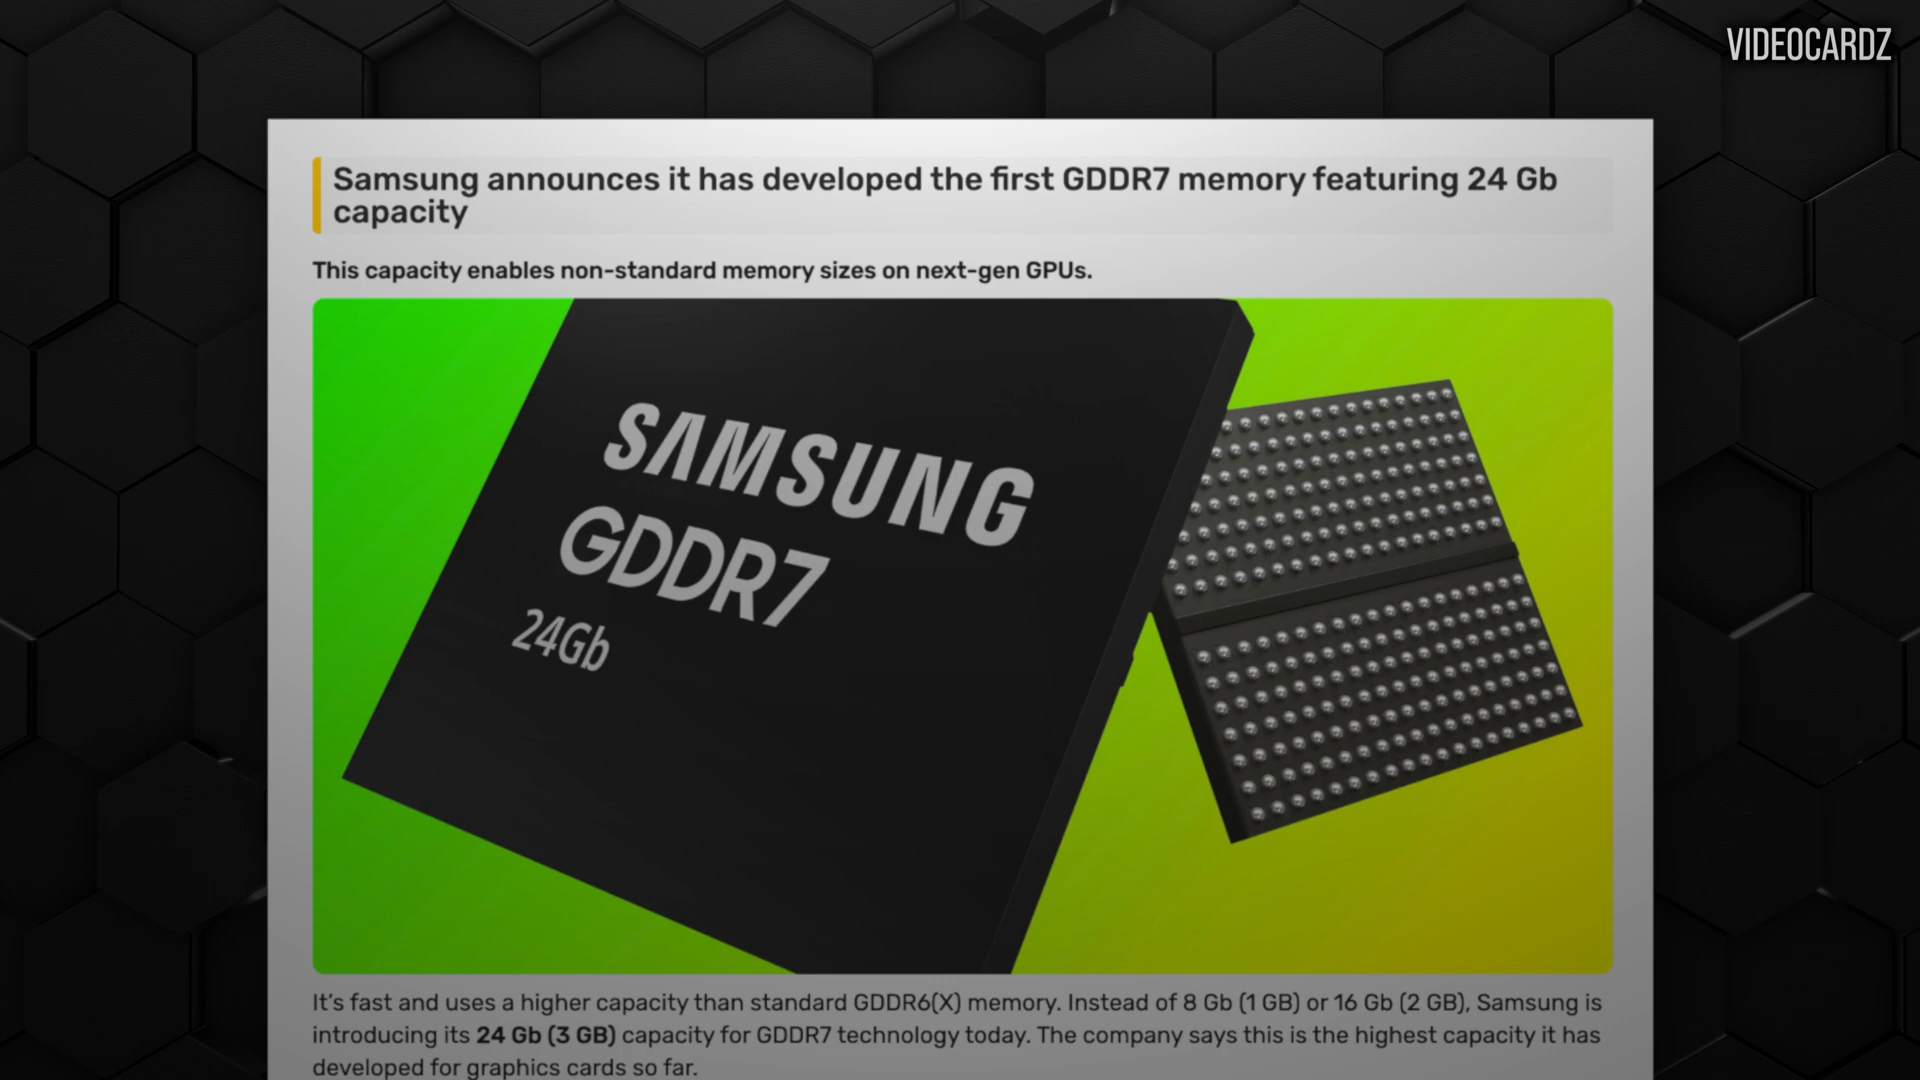 VIDEOCARDZ
Samsung announces it has developed the first GDDR7 memory featuring 24 Gb
capacity
This capacity enables non-standard memory sizes on next-gen GPUs.
SAMSUNG
GDDR7
24Gb
It's fast and uses a higher capacity than standard GDDR6(X) memory. Instead of 8 Gb (1 GB) or 16 Gb (2 GB), Samsung is
introducing its 24 Gb (3 GB) capacity for GDDR7 technology today. The company says this is the highest capacity it has
developed for graphics cards so far.